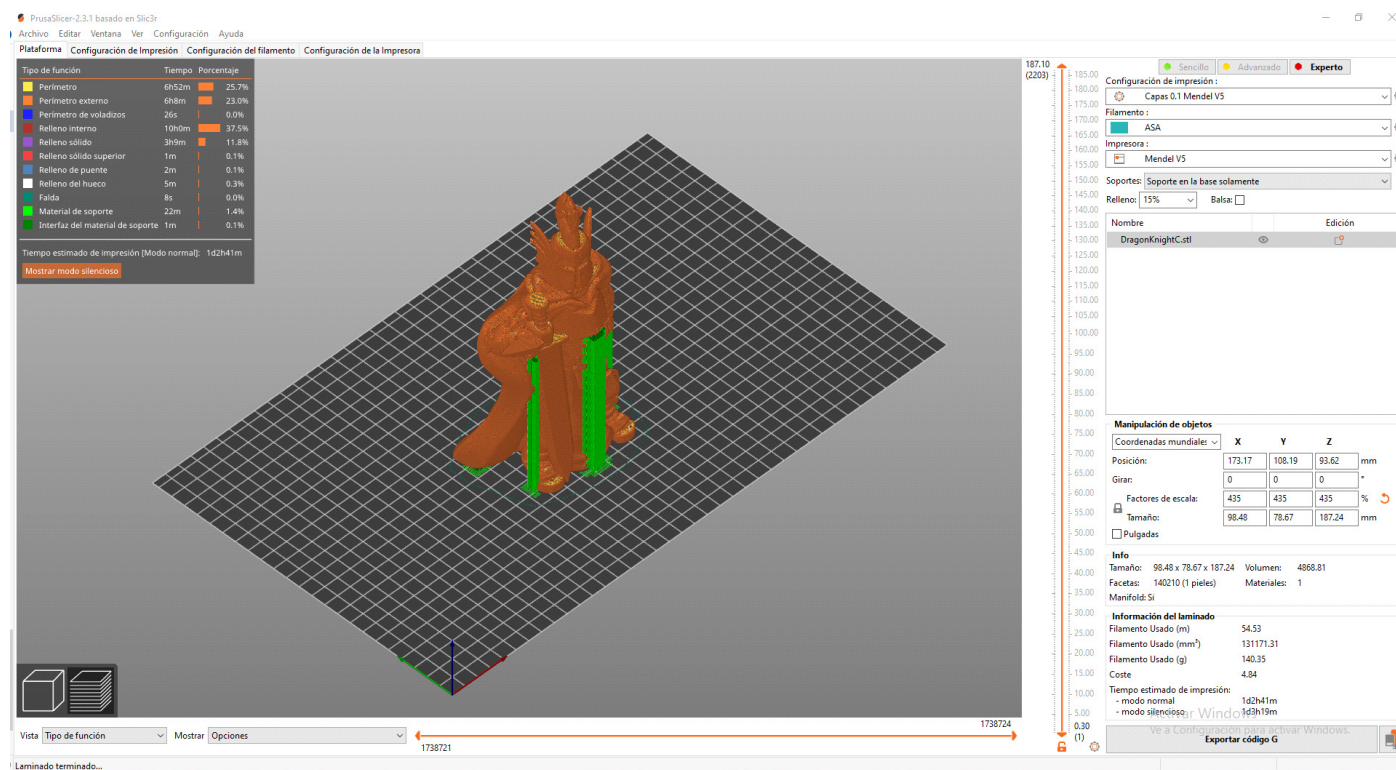 PrusaSlicer-2.3.1 basado en Slic3r
Archivo Editar Ventana Ver Configuración Ayuda
Plataforma Configuración de Impresión Configuración del filamento Configuración de la Impresora
Tipo de función Tiempo Porcentaje
Perímetro 6h52m 25.7%
Perímetro externo 6h8m 23.0%
Perímetro de voladizos 26s 0.0%
Relleno interno 10h0m 37.5%
Relleno sólido 3h9m 11.8%
Relleno sólido superior 1m 0.1%
Relleno de puente 2m 0.1%
Relleno del hueco 5m 0.3%
Falda 8s 0.0%
Material de soporte 22m 1.4%
Interfaz del material de soporte 1m 0.1%
Tiempo estimado de impresión [Modo normal]: 1d2h41m
Mostrar modo silencioso
187.10
(2203)
185.00
180.00
175.00
170.00
165.00
160.00
155.00
150.00
145.00
140.00
135.00
130.00
125.00
120.00
115.00
110.00
105.00
100.00
95.00
90.00
85.00
80.00
75.00
70.00
65.00
60.00
55.00
50.00
45.00
40.00
35.00
30.00
25.00
20.00
15.00
10.00
5.00
0.30
(1)
Sencillo Advanzado Experto
Configuración de impresión :
Capas 0.1 Mendel V5
Filamento :
ASA
Impresora :
Mendel V5
Soportes: Soporte en la base solamente
Relleno: 15% Balsa:
Nombre Edición
DragonKnightC.stl
Manipulación de objetos
Coordenadas mundiale: X Y Z
Posición: 173.17 108.19 93.62 mm
Girar: 0 0 0 °
Factores de escala: 435 435 435 %
Tamaño: 98.48 78.67 187.24 mm
Pulgadas
Info
Tamaño: 98.48 x 78.67 x 187.24 Volumen: 4868.81
Facetas: 140210 (1 pieles) Materiales: 1
Manifold: Si
Información del laminado
Filamento Usado (m) 54.53
Filamento Usado (mm³) 131171.31
Filamento Usado (g) 140.35
Coste 4.84
Tiempo estimado de impresión:
- modo normal 1d2h41m
- modo silencioso 1d3h19m
Activar Windows
Ve a Configuración para activar Windows.
Exportar código G
Vista Tipo de función Mostrar Opciones
1738724
1738721
Laminado terminado...